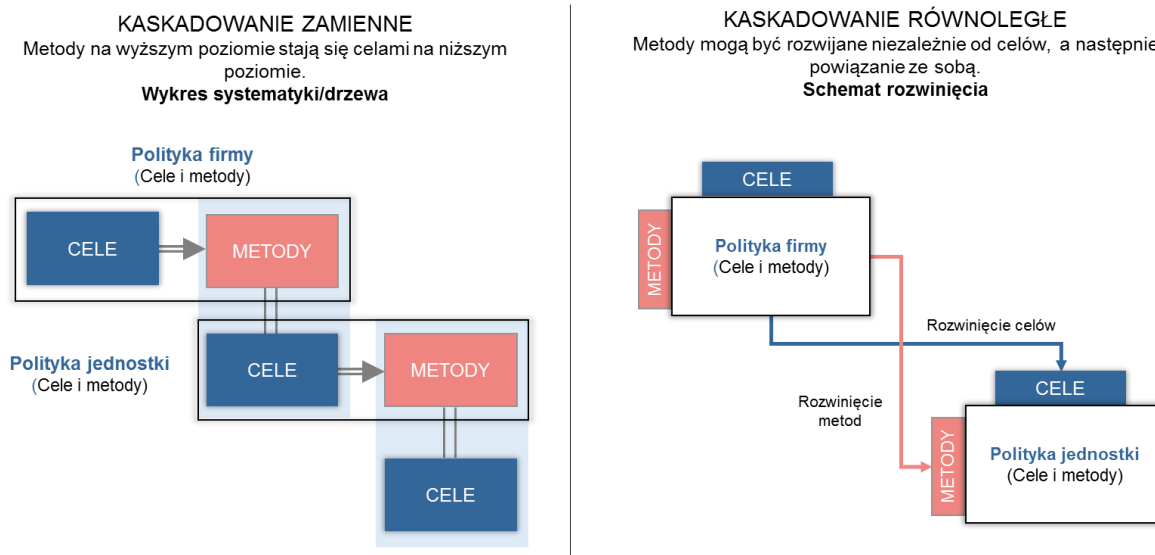 KASKADOWANIE ZAMIENNE
Metody na wyższym poziomie stają się celami na niższym
poziomie.
Wykres systematyki/drzewa
Polityka firmy
(Cele i metody)
CELE
METODY
Polityka jednostki
(Cele i metody)
CELE
METODY
CELE
KASKADOWANIE RÓWNOLEGŁE
Metody mogą być rozwijane niezależnie od celów, a następnie
powiązanie ze sobą.
Schemat rozwinięcia
CELE
METODY
Polityka firmy
(Cele i metody)
Rozwinięcie celów
Rozwinięcie
metod
CELE
METODY
Polityka jednostki
(Cele i metody)